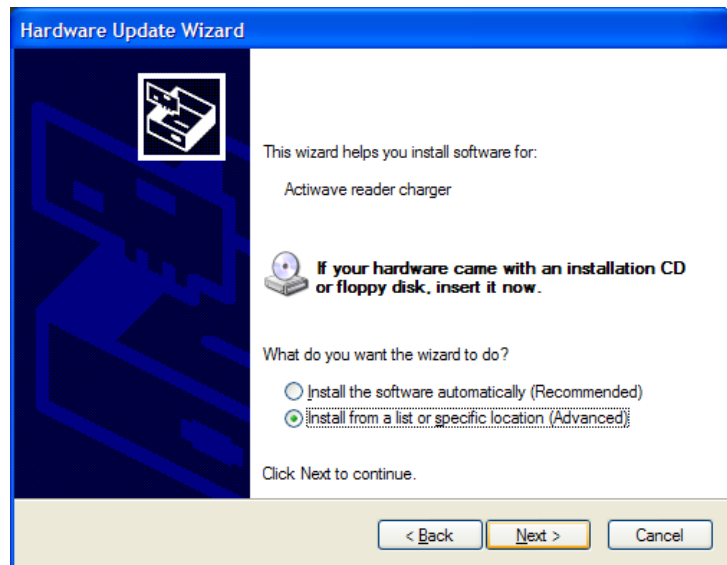 Hardware Update Wizard
This wizard helps you install software for:
Actiwave reader charger
If your hardware came with an installation CD
or floppy disk, insert it now.
What do you want the wizard to do?
Install the software automatically (Recommended)
Install from a list or specific location (Advanced)
Click Next to continue.
< Back Next > Cancel